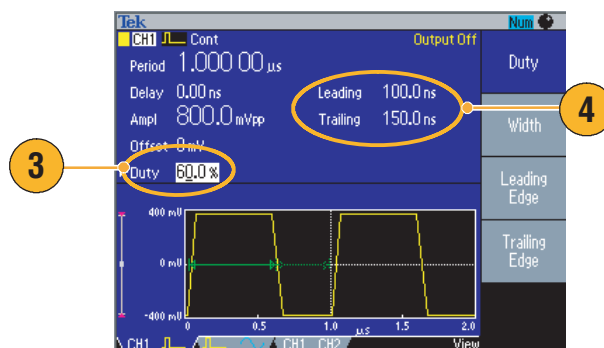 Tek Num
CH1 Cont Output Off
Period 1.000 00 µs
Delay 0.00 ns
Leading 100.0 ns
Ampl 800.0 mVpp
Trailing 150.0 ns
Offset 0 mV
Duty 60.0 %
Duty
Width
Leading
Edge
Trailing
Edge
3
4
400 mV
0 mV
-400 mV
0 0.5 1.0 µs 1.5 2.0
CH1 CH1 CH2 View